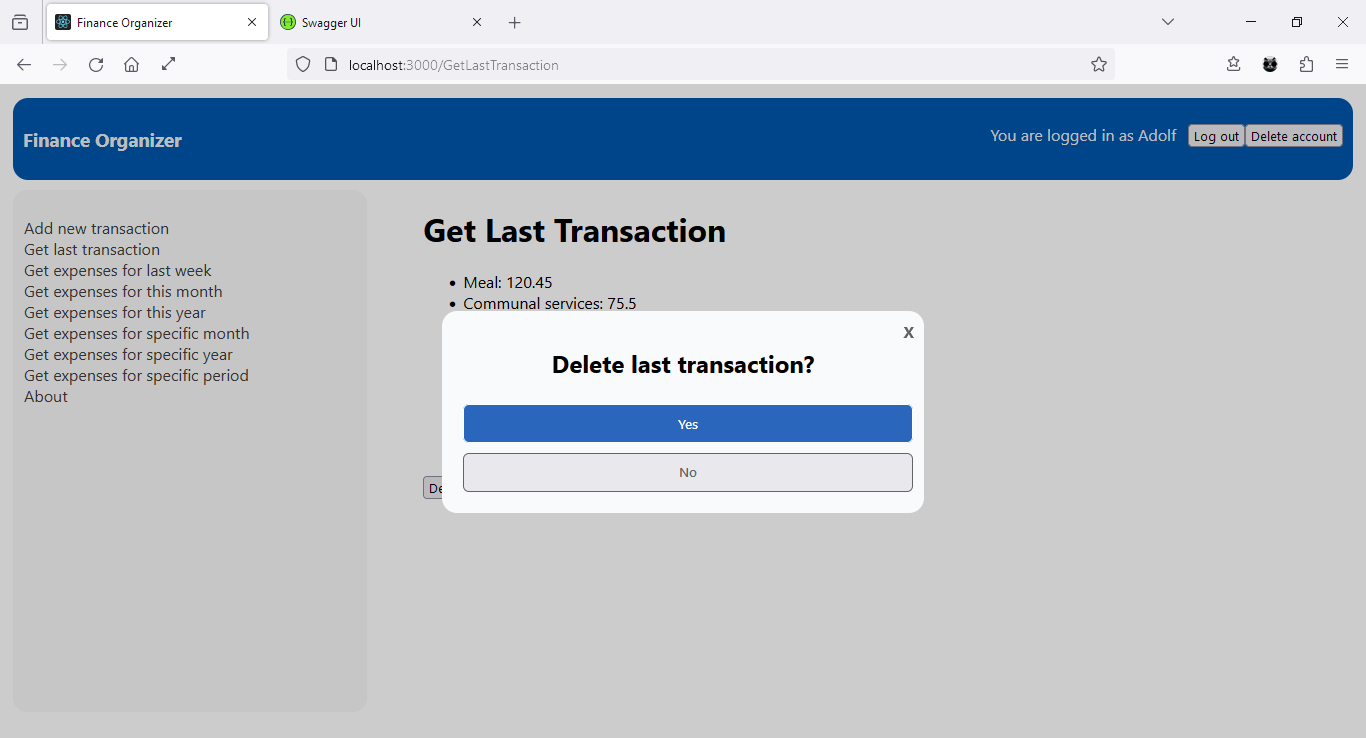 Finance Organizer
Swagger UI
localhost:3000/GetLastTransaction
Finance Organizer
You are logged in as Adolf
Log out
Delete account
Add new transaction
Get last transaction
Get expenses for last week
Get expenses for this month
Get expenses for this year
Get expenses for specific month
Get expenses for specific year
Get expenses for specific period
About
Get Last Transaction
Meal: 120.45
Communal services: 75.5
X
Delete last transaction?
Yes
No
De